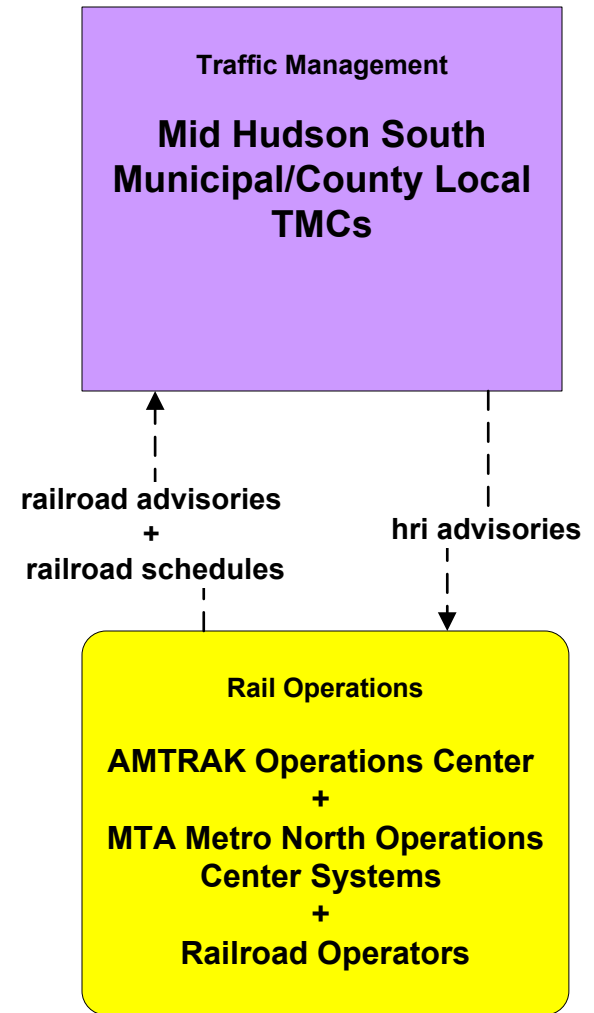 Traffic Management
Mid Hudson South
Municipal/County Local
TMCs
railroad advisories
+
railroad schedules
hri advisories
Rail Operations
AMTRAK Operations Center
+
MTA Metro North Operations
Center Systems
+
Railroad Operators